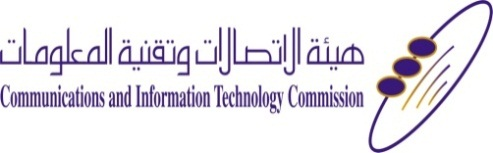 هيئة الاتصالات وتقنية المعلومات
Communications and Information Technology Commission